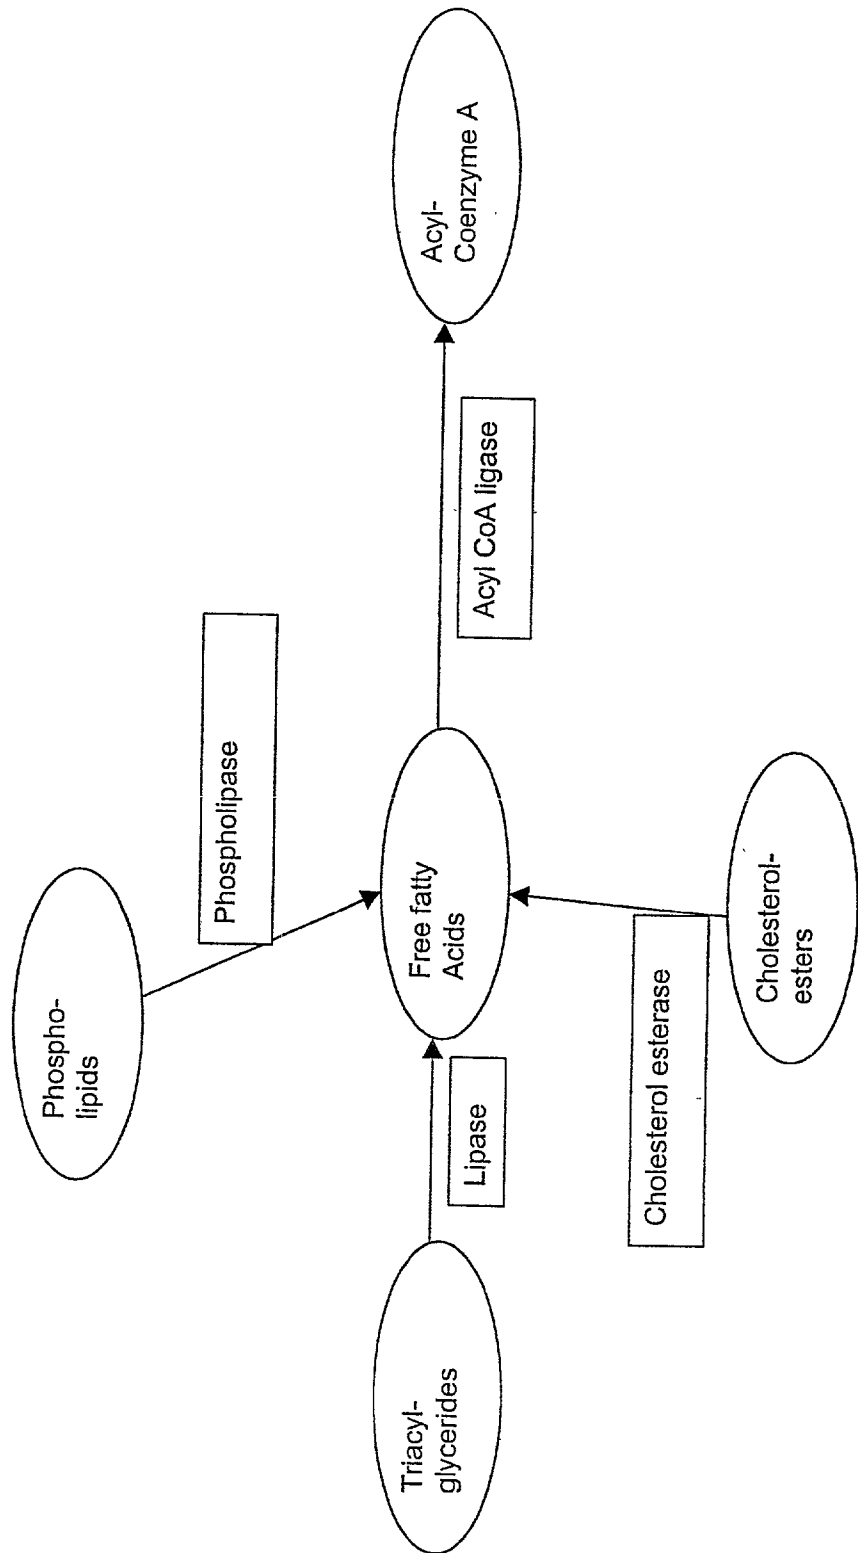 Phospho-
lipids
Phospholipase
Triacyl-
glycerides
Lipase
Free fatty
Acids
Acyl CoA ligase
Acyl-
Coenzyme A
Cholesterol esterase
Cholesterol-
esters